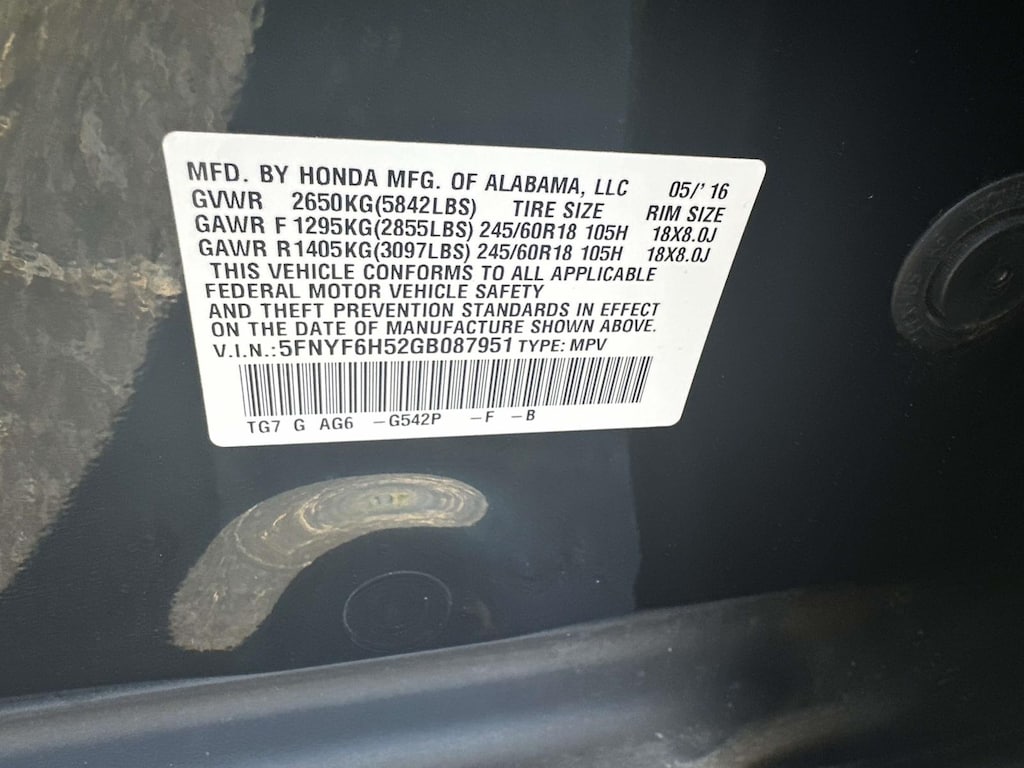 MFD. BY HONDA MFG. OF ALABAMA, LLC 05/' 16
GVWR 2650KG(5842LBS) TIRE SIZE RIM SIZE
GAWR F 1295KG(2855LBS) 245/60R18 105H 18X8.0J
GAWR R1405KG(3097LBS) 245/60R18 105H 18X8.0J
THIS VEHICLE CONFORMS TO ALL APPLICABLE
FEDERAL MOTOR VEHICLE SAFETY
AND THEFT PREVENTION STANDARDS IN EFFECT
ON THE DATE OF MANUFACTURE SHOWN ABOVE.
V.I.N.:5FNYF6H52GB087951 TYPE: MPV
TG7 G AG6 -G542P -F -B